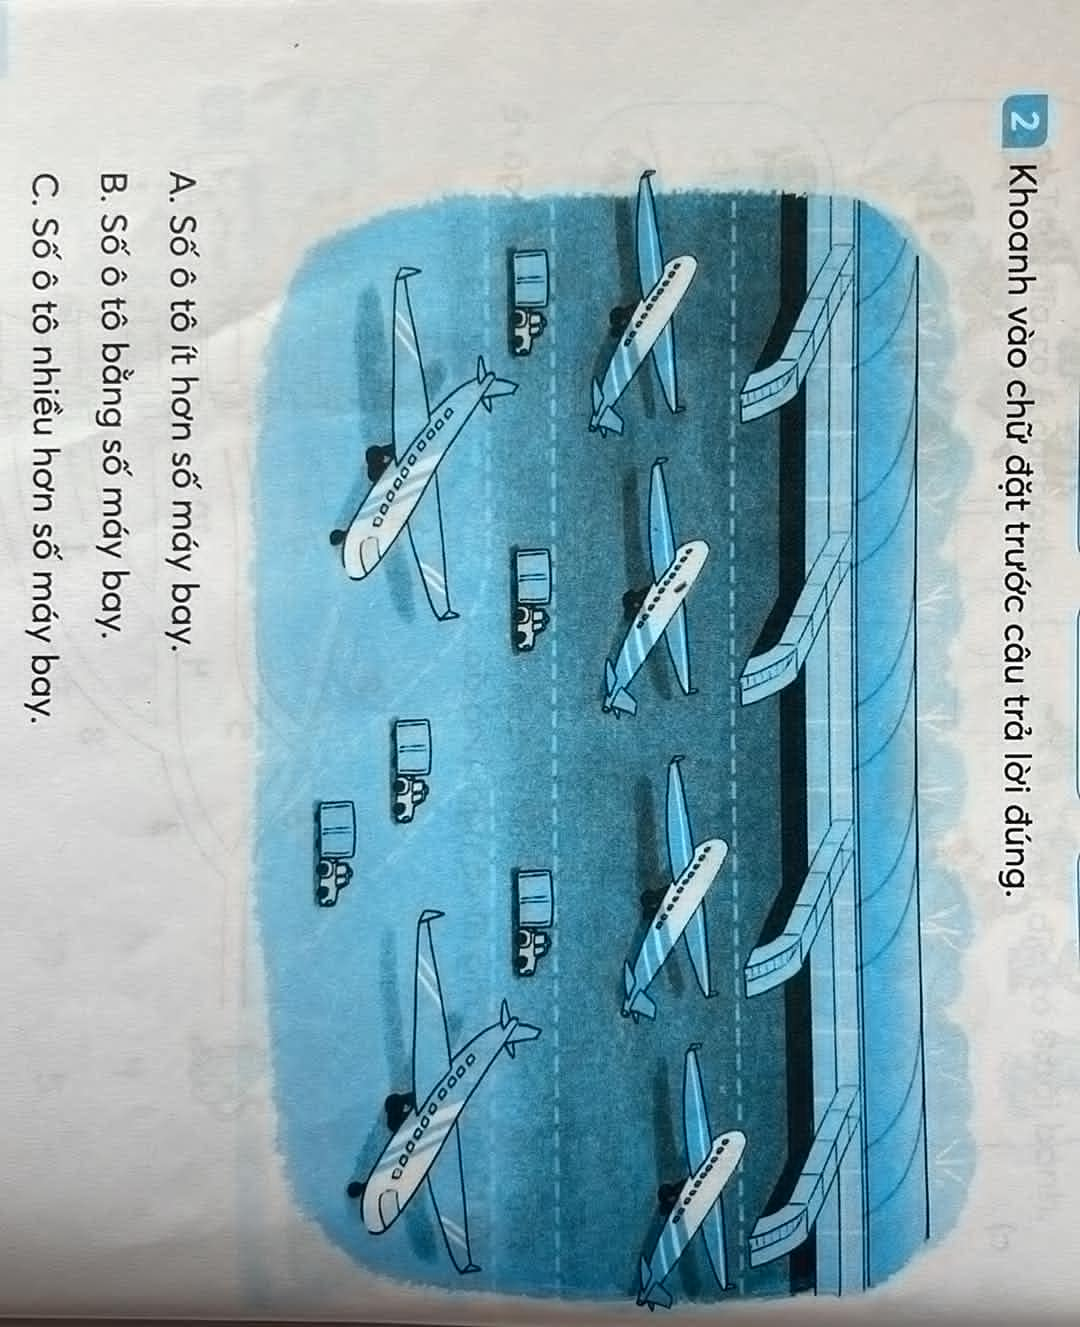 2 Khoanh vào chữ đặt trước câu trả lời đúng.
A. Số ô tô ít hơn số máy bay.
B. Số ô tô bằng số máy bay.
C. Số ô tô nhiều hơn số máy bay.